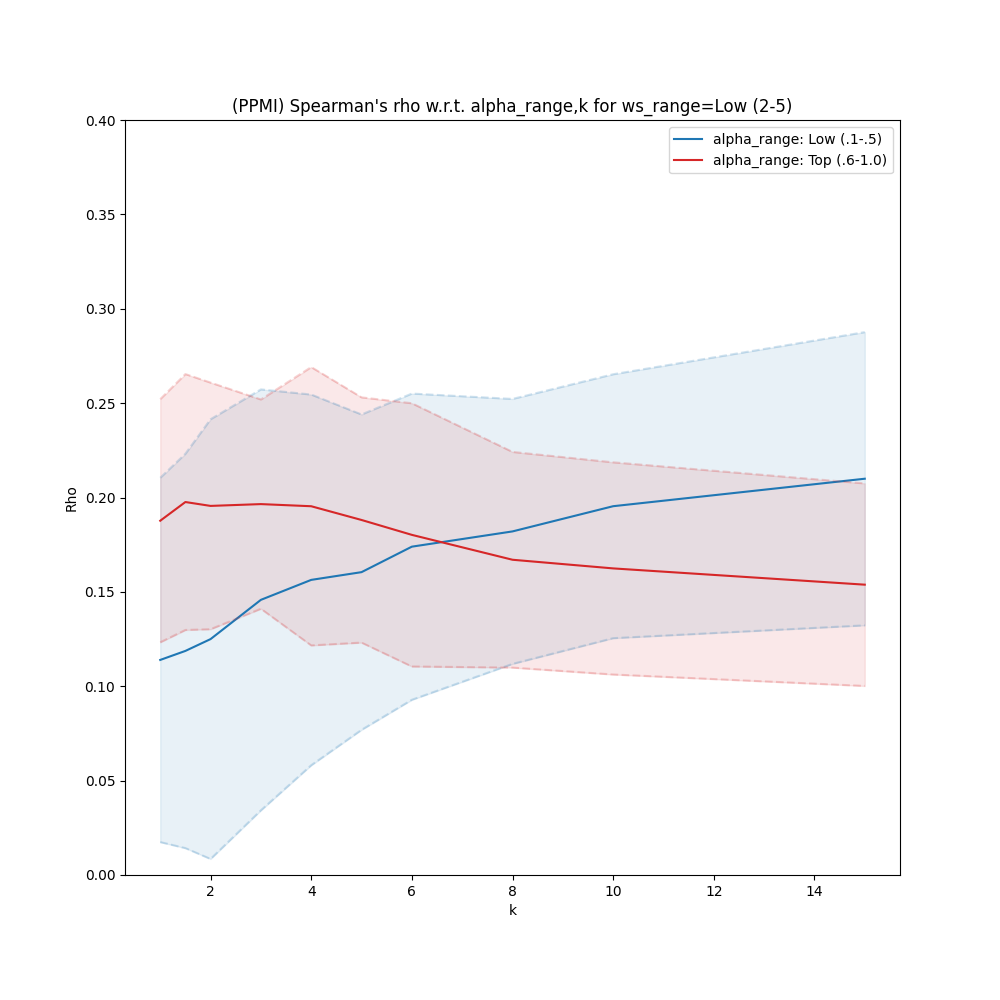 (PPMI) Spearman's rho w.r.t. alpha_range,k for ws_range=Low (2-5)
alpha_range: Low (.1-.5)
alpha_range: Top (.6-1.0)
0.40
0.35
0.30
0.25
0.20
0.15
0.10
0.05
0.00
Rho
2 4 6 8 10 12 14
k